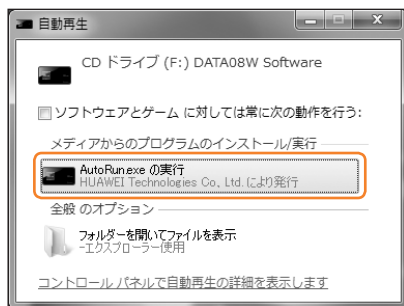 自動再生
CD ドライブ (F:) DATA08W Software
ソフトウェアとゲーム に対しては常に次の動作を行う:
メディアからのプログラムのインストール/実行
AutoRun.exe の実行
HUAWEI Technologies Co., Ltd. により発行
全般 のオプション
フォルダーを開いてファイルを表示
-エクスプローラー使用
コントロール パネルで自動再生の詳細を表示します